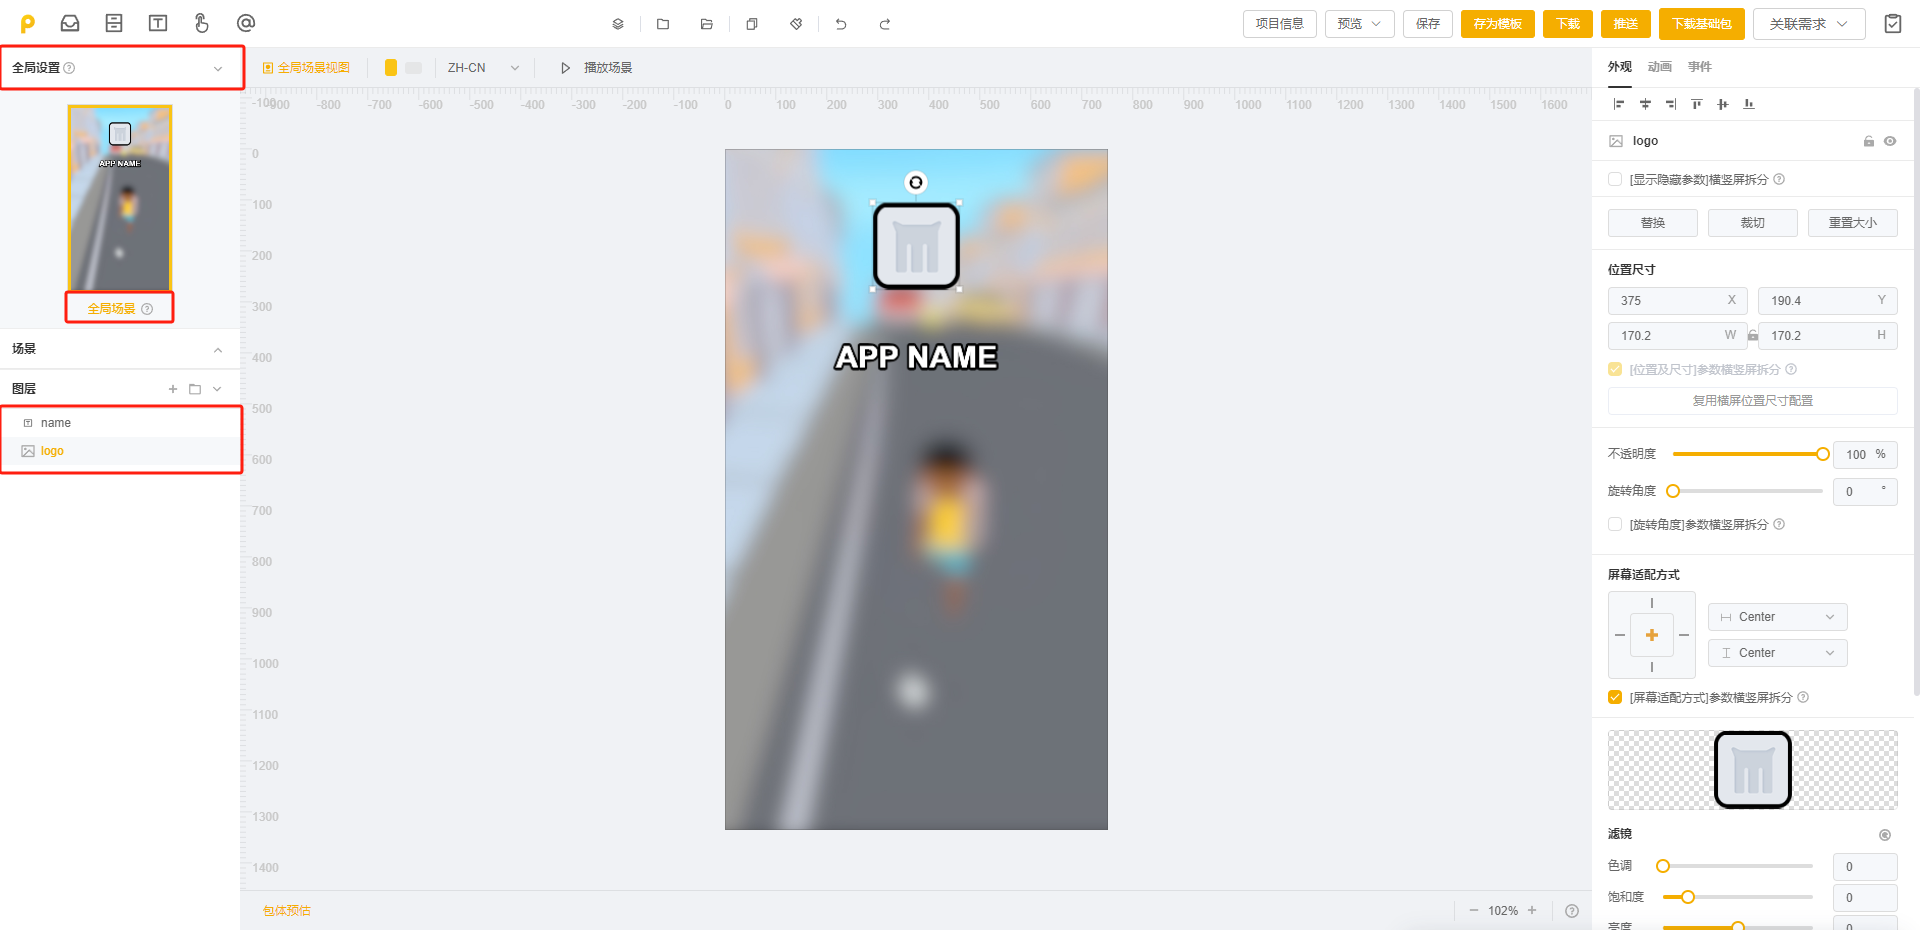 项目信息
预览
保存
存为模板
下载
推送
下载基础包
关联需求
全局设置
全局场景视图
ZH-CN
播放场景
外观 动画 事件
-100 -900 -800 -700 -600 -500 -400 -300 -200 -100 0 100 200 300 400 500 600 700 800 900 1000 1100 1200 1300 1400 1500 1600
0
100
200
300
400
500
600
700
800
900
1000
1100
1200
1300
1400
APP NAME
全局场景
场景
图层
name
logo
APP NAME
包体预估
102%
logo
[显示隐藏参数]横竖屏拆分
替换 裁切 重置大小
位置尺寸
375 X 190.4 Y
170.2 W 170.2 H
[位置及尺寸]参数横竖屏拆分
复用横屏位置尺寸配置
不透明度 100 %
旋转角度 0 °
[旋转角度]参数横竖屏拆分
屏幕适配方式
Center
Center
[屏幕适配方式]参数横竖屏拆分
滤镜
色调 0
饱和度 0
亮度 0